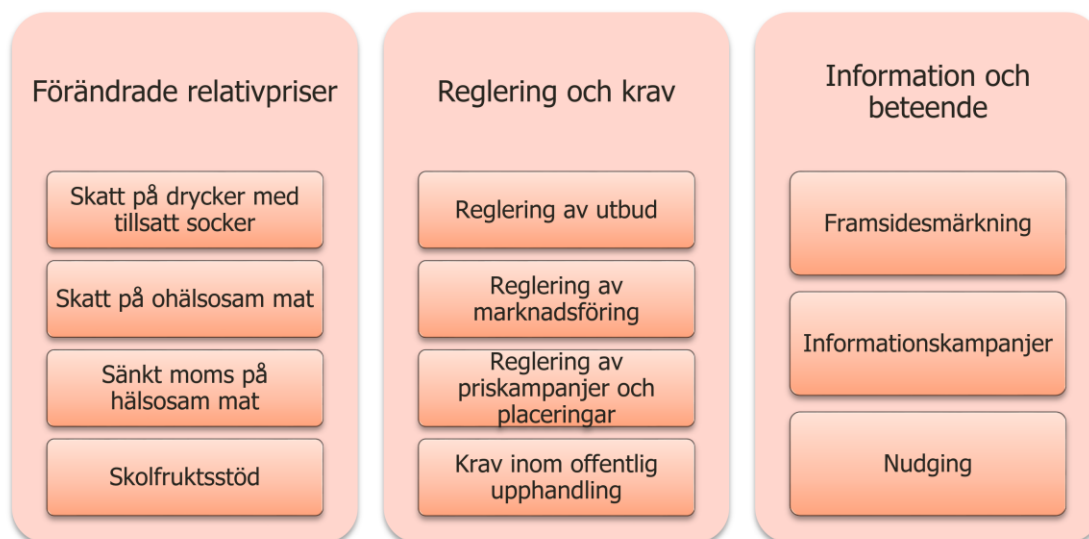 Förändrade relativpriser
Skatt på drycker med
tillsatt socker
Skatt på ohälsosam mat
Sänkt moms på
hälsosam mat
Skolfruktsstöd
Reglering och krav
Reglering av utbud
Reglering av
marknadsföring
Reglering av
priskampanjer och
placeringar
Krav inom offentlig
upphandling
Information och
beteende
Framsidesmärkning
Informationskampanjer
Nudging